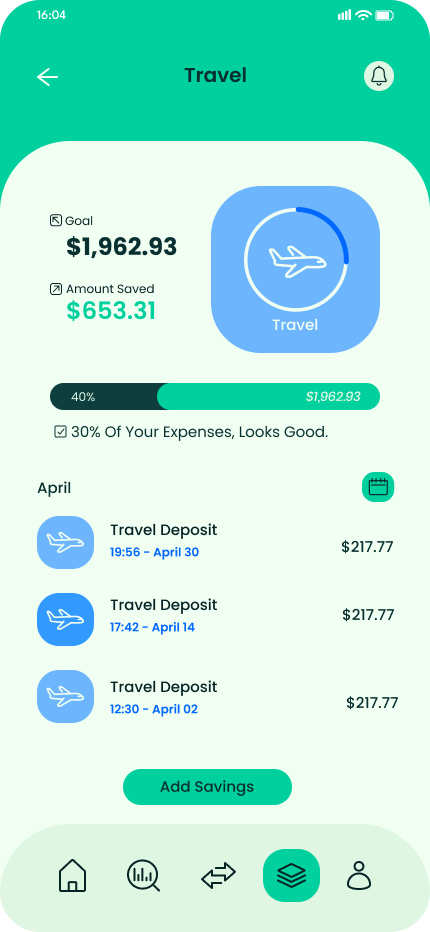 16:04
Travel
Goal
$1,962.93
Amount Saved
$653.31
Travel
40%
$1,962.93
30% Of Your Expenses, Looks Good.
April
Travel Deposit
19:56 - April 30
$217.77
Travel Deposit
17:42 - April 14
$217.77
Travel Deposit
12:30 - April 02
$217.77
Add Savings